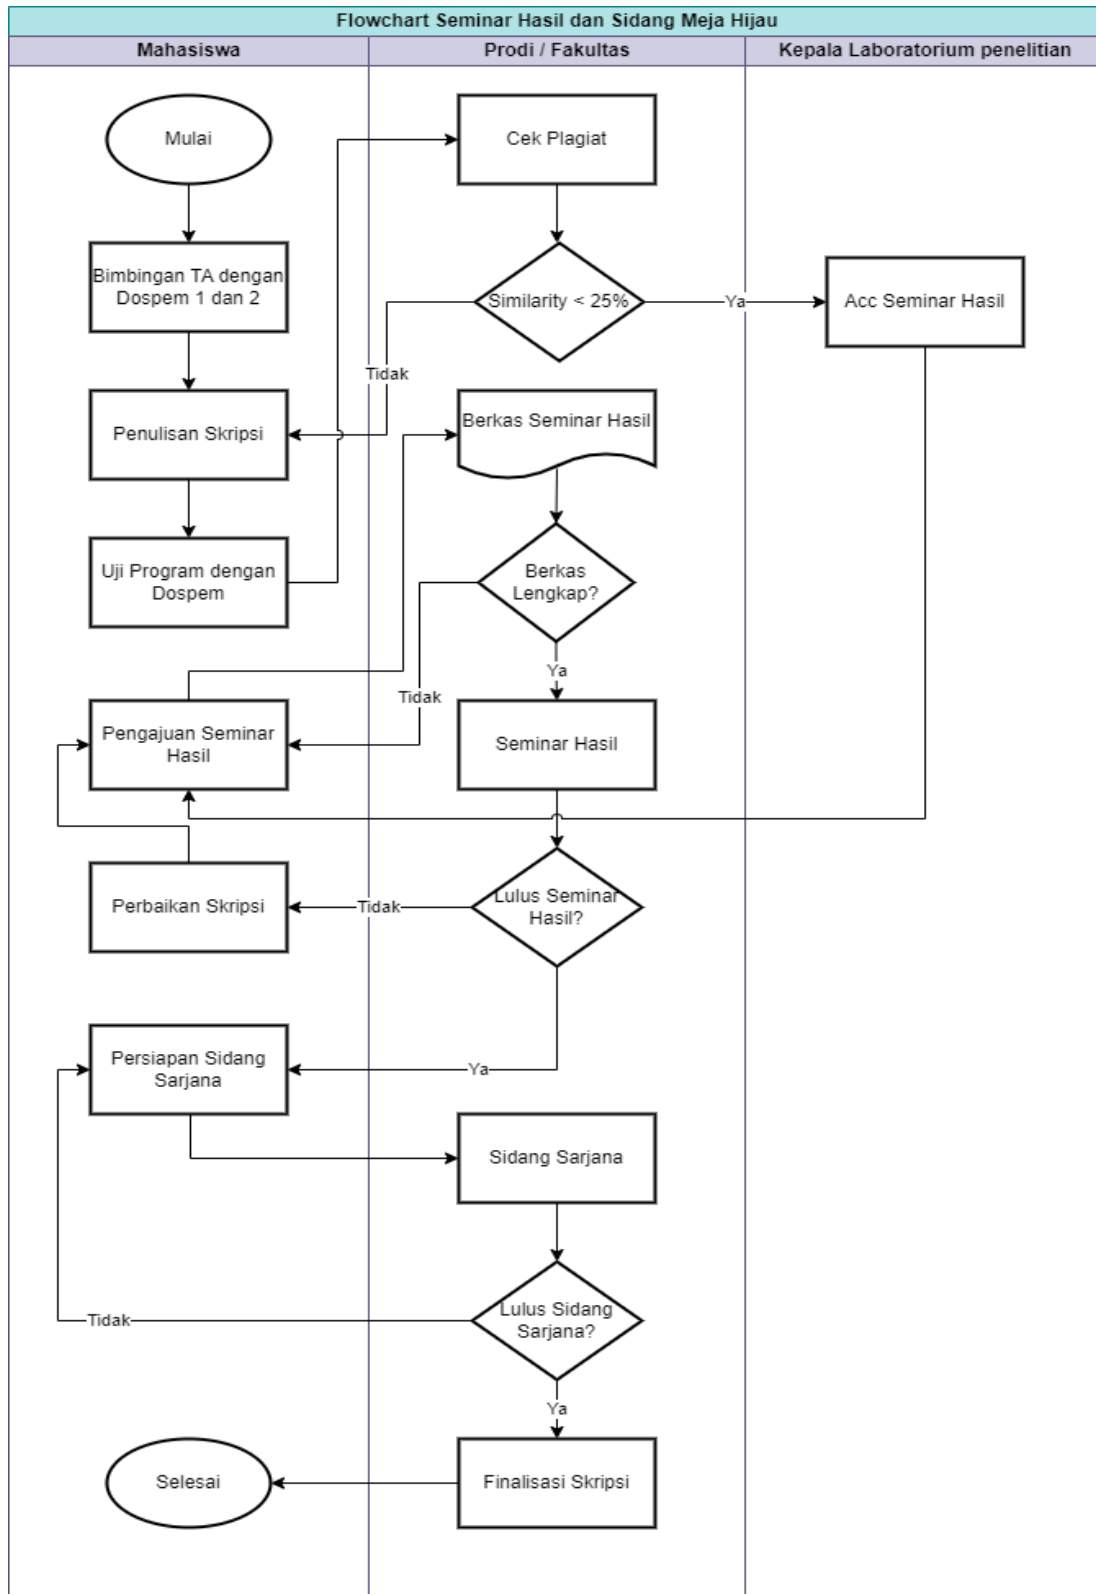 Flowchart Seminar Hasil dan Sidang Meja Hijau
Mahasiswa
Prodi / Fakultas
Kepala Laboratorium penelitian
Mulai
Cek Plagiat
Bimbingan TA dengan
Dospem 1 dan 2
Similarity < 25%
Ya
Acc Seminar Hasil
Tidak
Penulisan Skripsi
Berkas Seminar Hasil
Uji Program dengan
Dospem
Berkas
Lengkap?
Ya
Tidak
Pengajuan Seminar
Hasil
Seminar Hasil
Perbaikan Skripsi
Tidak
Lulus Seminar
Hasil?
Persiapan Sidang
Sarjana
Ya
Sidang Sarjana
Tidak
Lulus Sidang
Sarjana?
Ya
Selesai
Finalisasi Skripsi